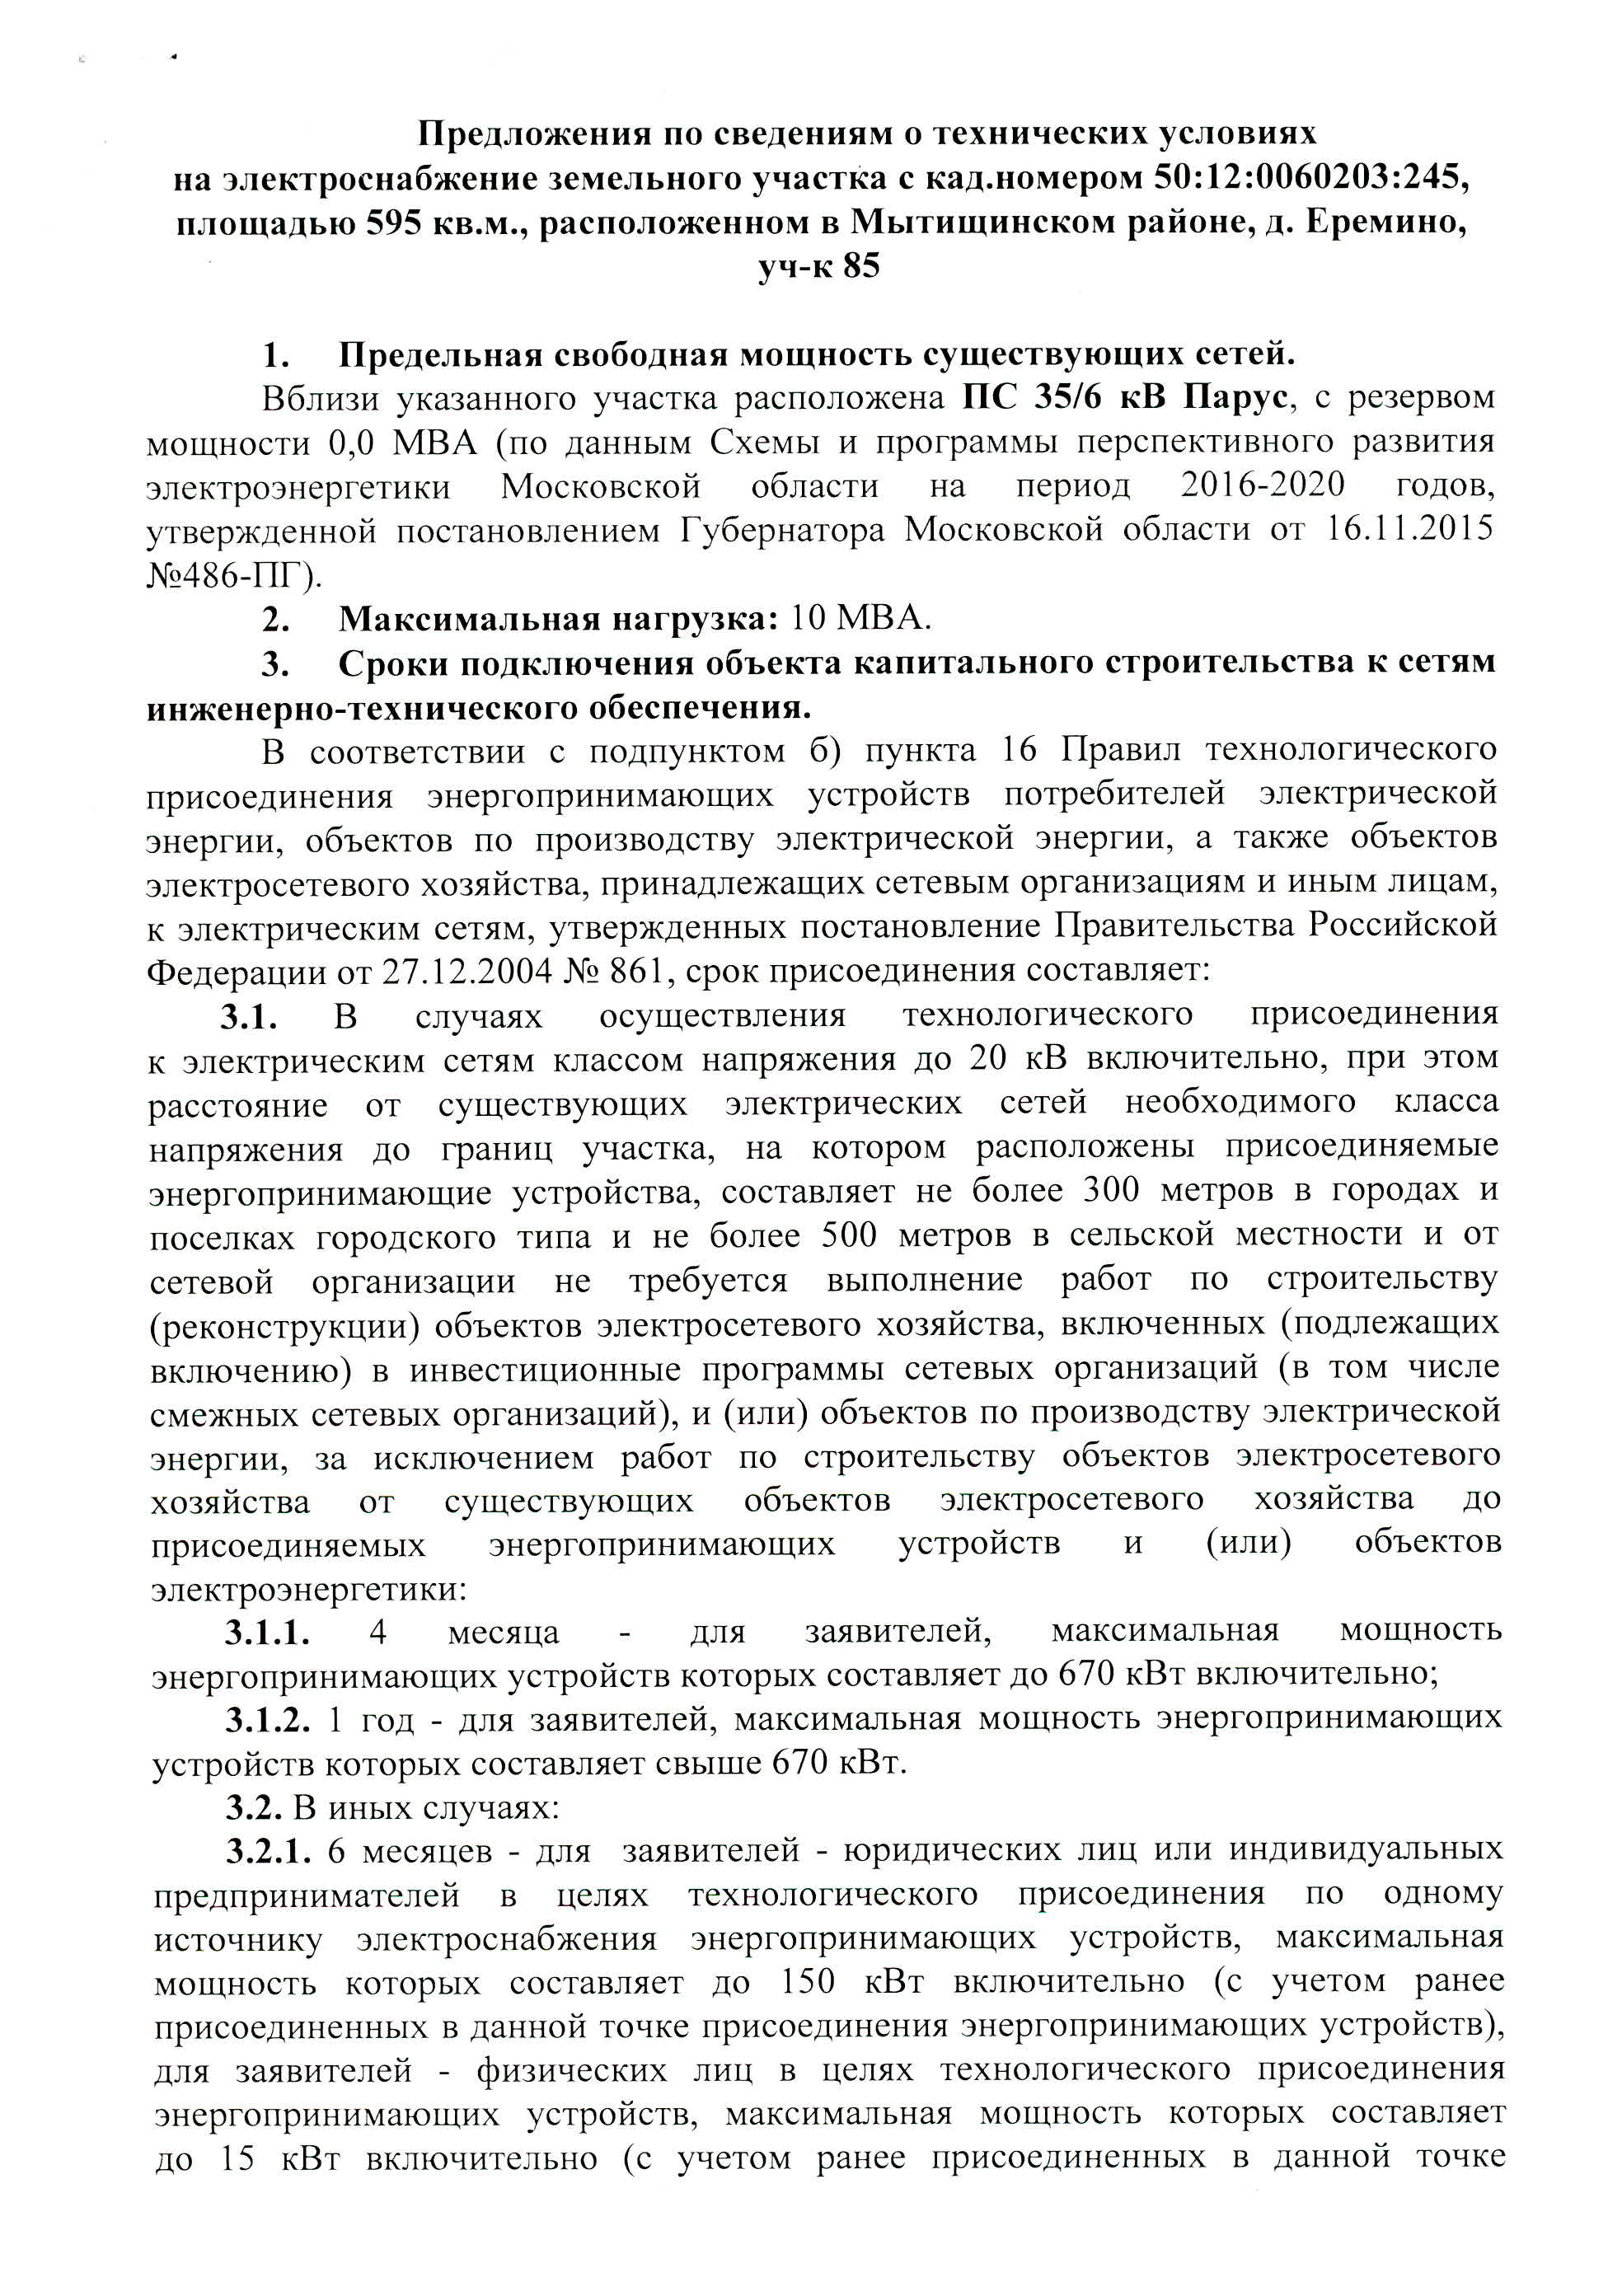 Предложения по сведениям о технических условиях
на электроснабжение земельного участка с кад.номером 50:12:0060203:245,
площадью 595 кв.м., расположенном в Мытищинском районе, д. Еремино,
уч-к 85
1. Предельная свободная мощность существующих сетей.
Вблизи указанного участка расположена ПС 35/6 кВ Парус, с резервом
мощности 0,0 МВА (по данным Схемы и программы перспективного развития
электроэнергетики Московской области на период 2016-2020 годов,
утвержденной постановлением Губернатора Московской области от 16.11.2015
№486-ПГ).
2. Максимальная нагрузка: 10 МВА.
3. Сроки подключения объекта капитального строительства к сетям
инженерно-технического обеспечения.
В соответствии с подпунктом б) пункта 16 Правил технологического
присоединения энергопринимающих устройств потребителей электрической
энергии, объектов по производству электрической энергии, а также объектов
электросетевого хозяйства, принадлежащих сетевым организациям и иным лицам,
к электрическим сетям, утвержденных постановление Правительства Российской
Федерации от 27.12.2004 № 861, срок присоединения составляет:
3.1. В случаях осуществления технологического присоединения
к электрическим сетям классом напряжения до 20 кВ включительно, при этом
расстояние от существующих электрических сетей необходимого класса
напряжения до границ участка, на котором расположены присоединяемые
энергопринимающие устройства, составляет не более 300 метров в городах и
поселках городского типа и не более 500 метров в сельской местности и от
сетевой организации не требуется выполнение работ по строительству
(реконструкции) объектов электросетевого хозяйства, включенных (подлежащих
включению) в инвестиционные программы сетевых организаций (в том числе
смежных сетевых организаций), и (или) объектов по производству электрической
энергии, за исключением работ по строительству объектов электросетевого
хозяйства от существующих объектов электросетевого хозяйства до
присоединяемых энергопринимающих устройств и (или) объектов
электроэнергетики:
3.1.1. 4 месяца - для заявителей, максимальная мощность
энергопринимающих устройств которых составляет до 670 кВт включительно;
3.1.2. 1 год - для заявителей, максимальная мощность энергопринимающих
устройств которых составляет свыше 670 кВт.
3.2. В иных случаях:
3.2.1. 6 месяцев - для заявителей - юридических лиц или индивидуальных
предпринимателей в целях технологического присоединения по одному
источнику электроснабжения энергопринимающих устройств, максимальная
мощность которых составляет до 150 кВт включительно (с учетом ранее
присоединенных в данной точке присоединения энергопринимающих устройств),
для заявителей - физических лиц в целях технологического присоединения
энергопринимающих устройств, максимальная мощность которых составляет
до 15 кВт включительно (с учетом ранее присоединенных в данной точке